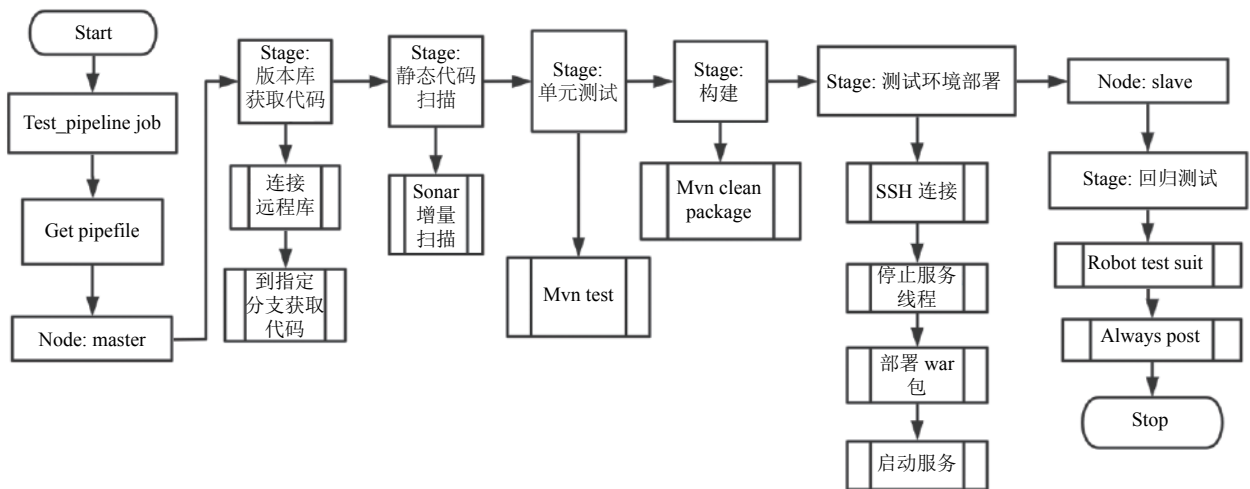 Start
Test_pipeline job
Get pipefile
Node: master
Stage:
版本库
获取代码
连接
远程库
到指定
分支获取
代码
Stage:
静态代码
扫描
Sonar
增量
扫描
Stage:
单元测试
Mvn test
Stage:
构建
Mvn clean
package
Stage: 测试环境部署
SSH 连接
停止服务
线程
部署 war
包
启动服务
Node: slave
Stage: 回归测试
Robot test suit
Always post
Stop